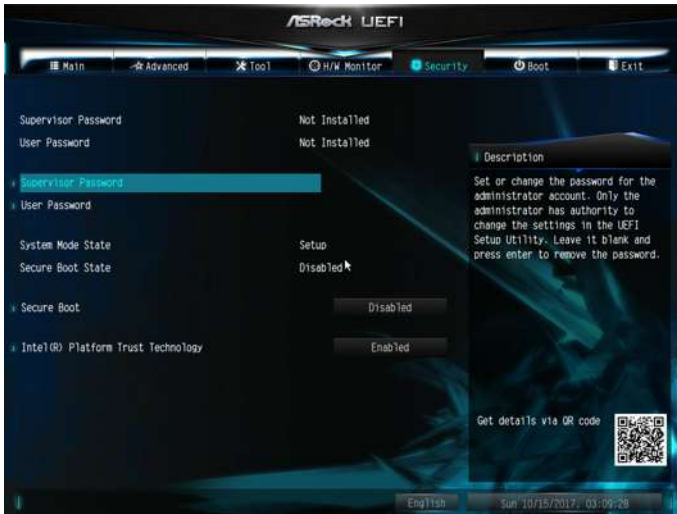 ASRock UEFI
Main Advanced Tool H/W Monitor Security Boot Exit
Supervisor Password Not Installed
User Password Not Installed
Supervisor Password
User Password
System Mode State Setup
Secure Boot State Disabled
Secure Boot Disabled
Intel(R) Platform Trust Technology Enabled
Description
Set or change the password for the
administrator account. Only the
administrator has authority to
change the settings in the UEFI
Setup Utility. Leave it blank and
press enter to remove the password.
Get details via QR code
English Sun 10/15/2017, 03:09:28